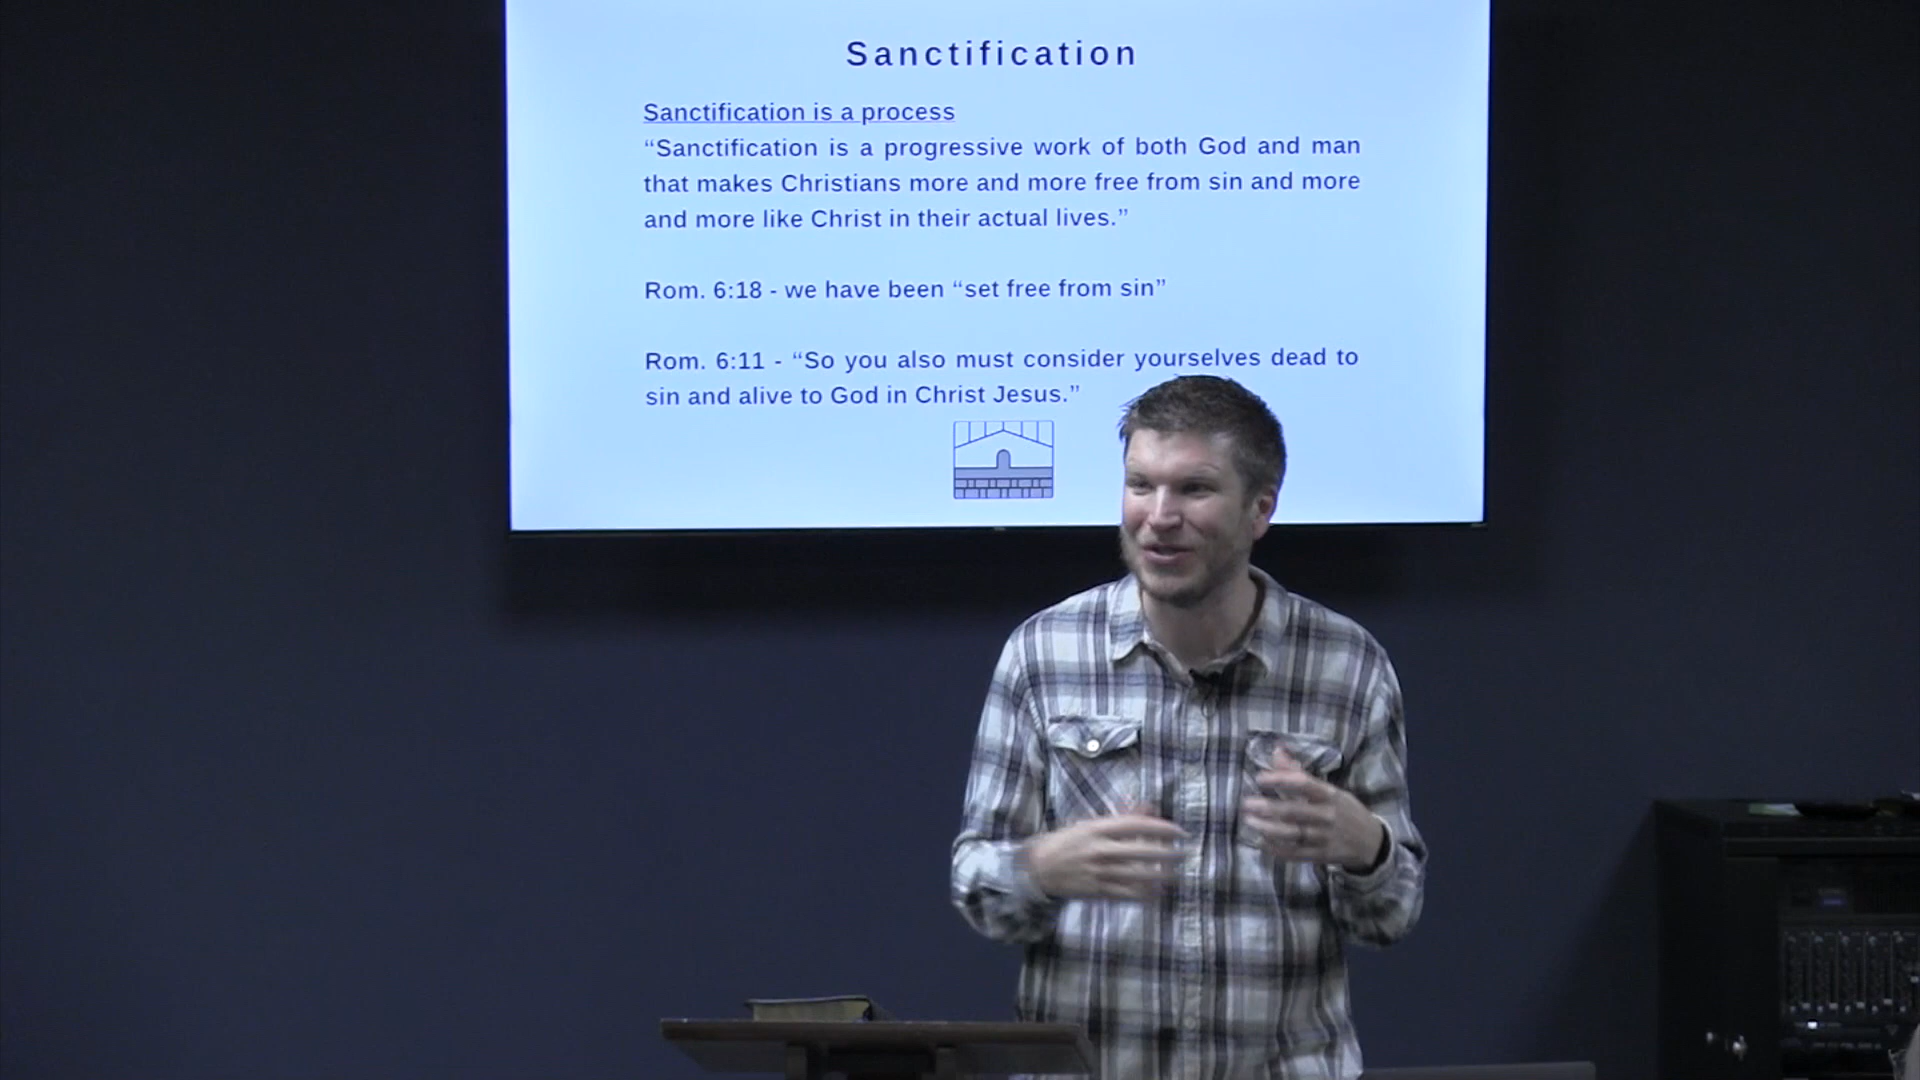 Sanctification
Sanctification is a process
“Sanctification is a progressive work of both God and man
that makes Christians more and more free from sin and more
and more like Christ in their actual lives.”
Rom. 6:18 - we have been “set free from sin”
Rom. 6:11 - “So you also must consider yourselves dead to
sin and alive to God in Christ Jesus.”